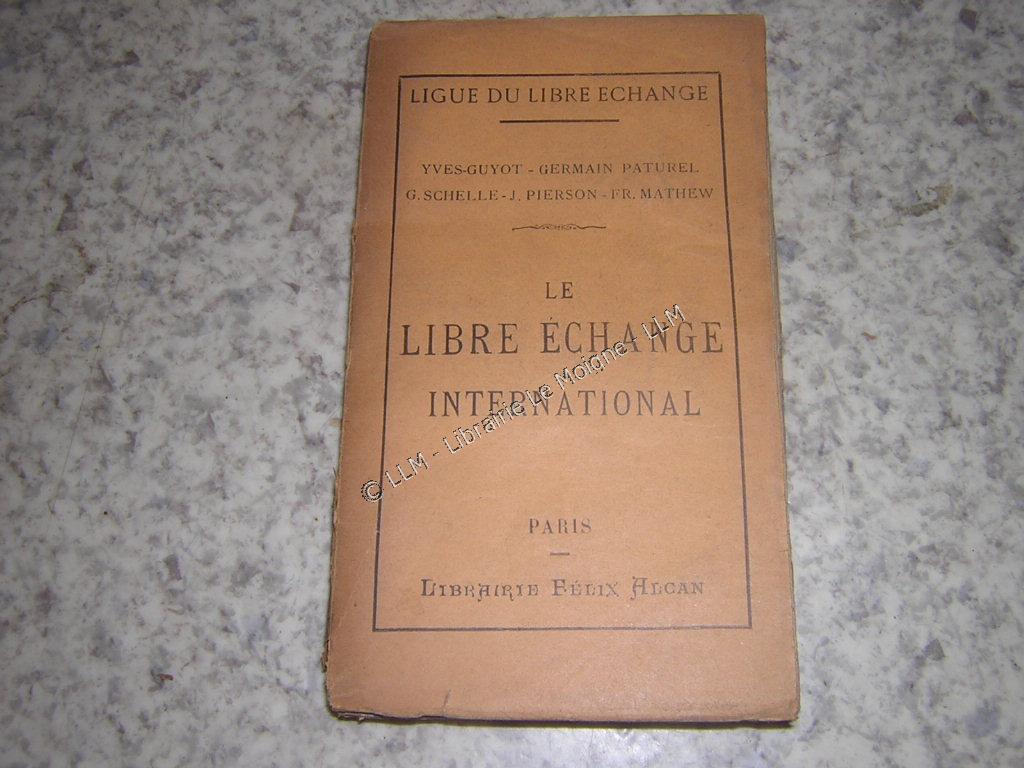 LIGUE DU LIBRE ECHANGE
YVES-GUYOT - GERMAIN PATUREL
G. SCHELLE - J. PIERSON - FR. MATHEW
LE
LIBRE ÉCHANGE
INTERNATIONAL
PARIS
LIBRAIRIE FÉLIX ALCAN
© LLM - Librairie Le Moigne - LLM